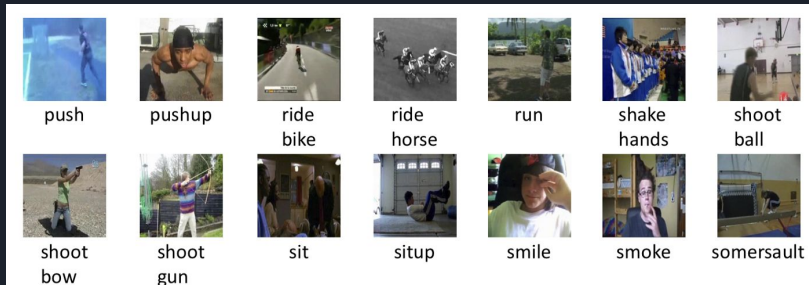 push
pushup
ride
bike
ride
horse
run
shake
hands
shoot
ball
shoot
bow
shoot
gun
sit
situp
smile
smoke
somersault